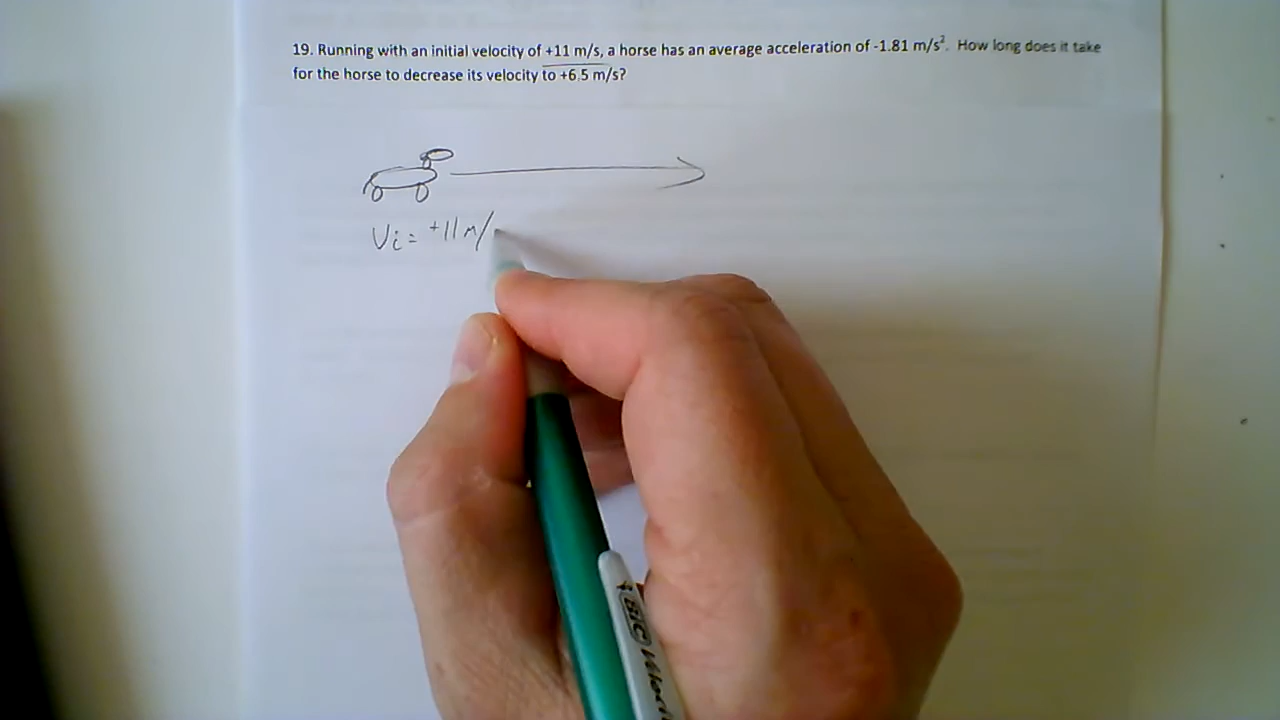 19. Running with an initial velocity of +11 m/s, a horse has an average acceleration of -1.81 m/s². How long does it take
for the horse to decrease its velocity to +6.5 m/s?
Vi = +11 m/
BIC